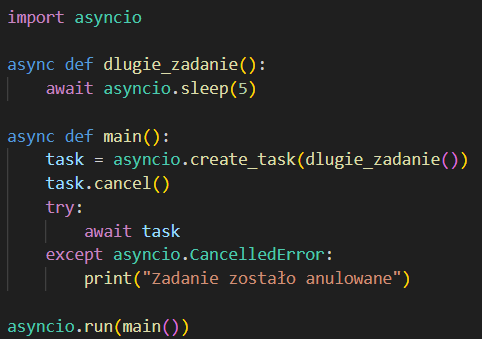 import asyncio

async def dlugie_zadanie():
    await asyncio.sleep(5)

async def main():
    task = asyncio.create_task(dlugie_zadanie())
    task.cancel()
    try:
        await task
    except asyncio.CancelledError:
        print("Zadanie zostało anulowane")

asyncio.run(main())